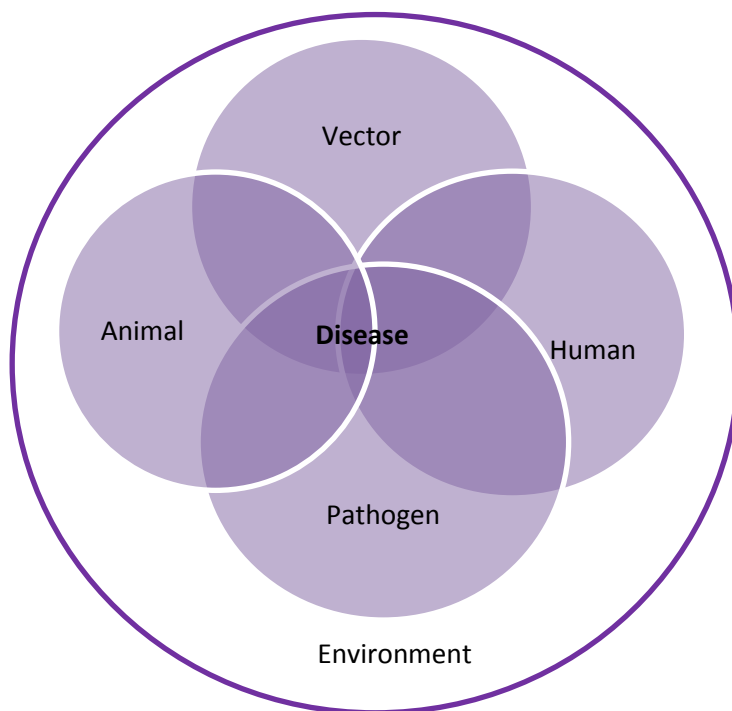 Vector
Animal
Disease
Human
Pathogen
Environment